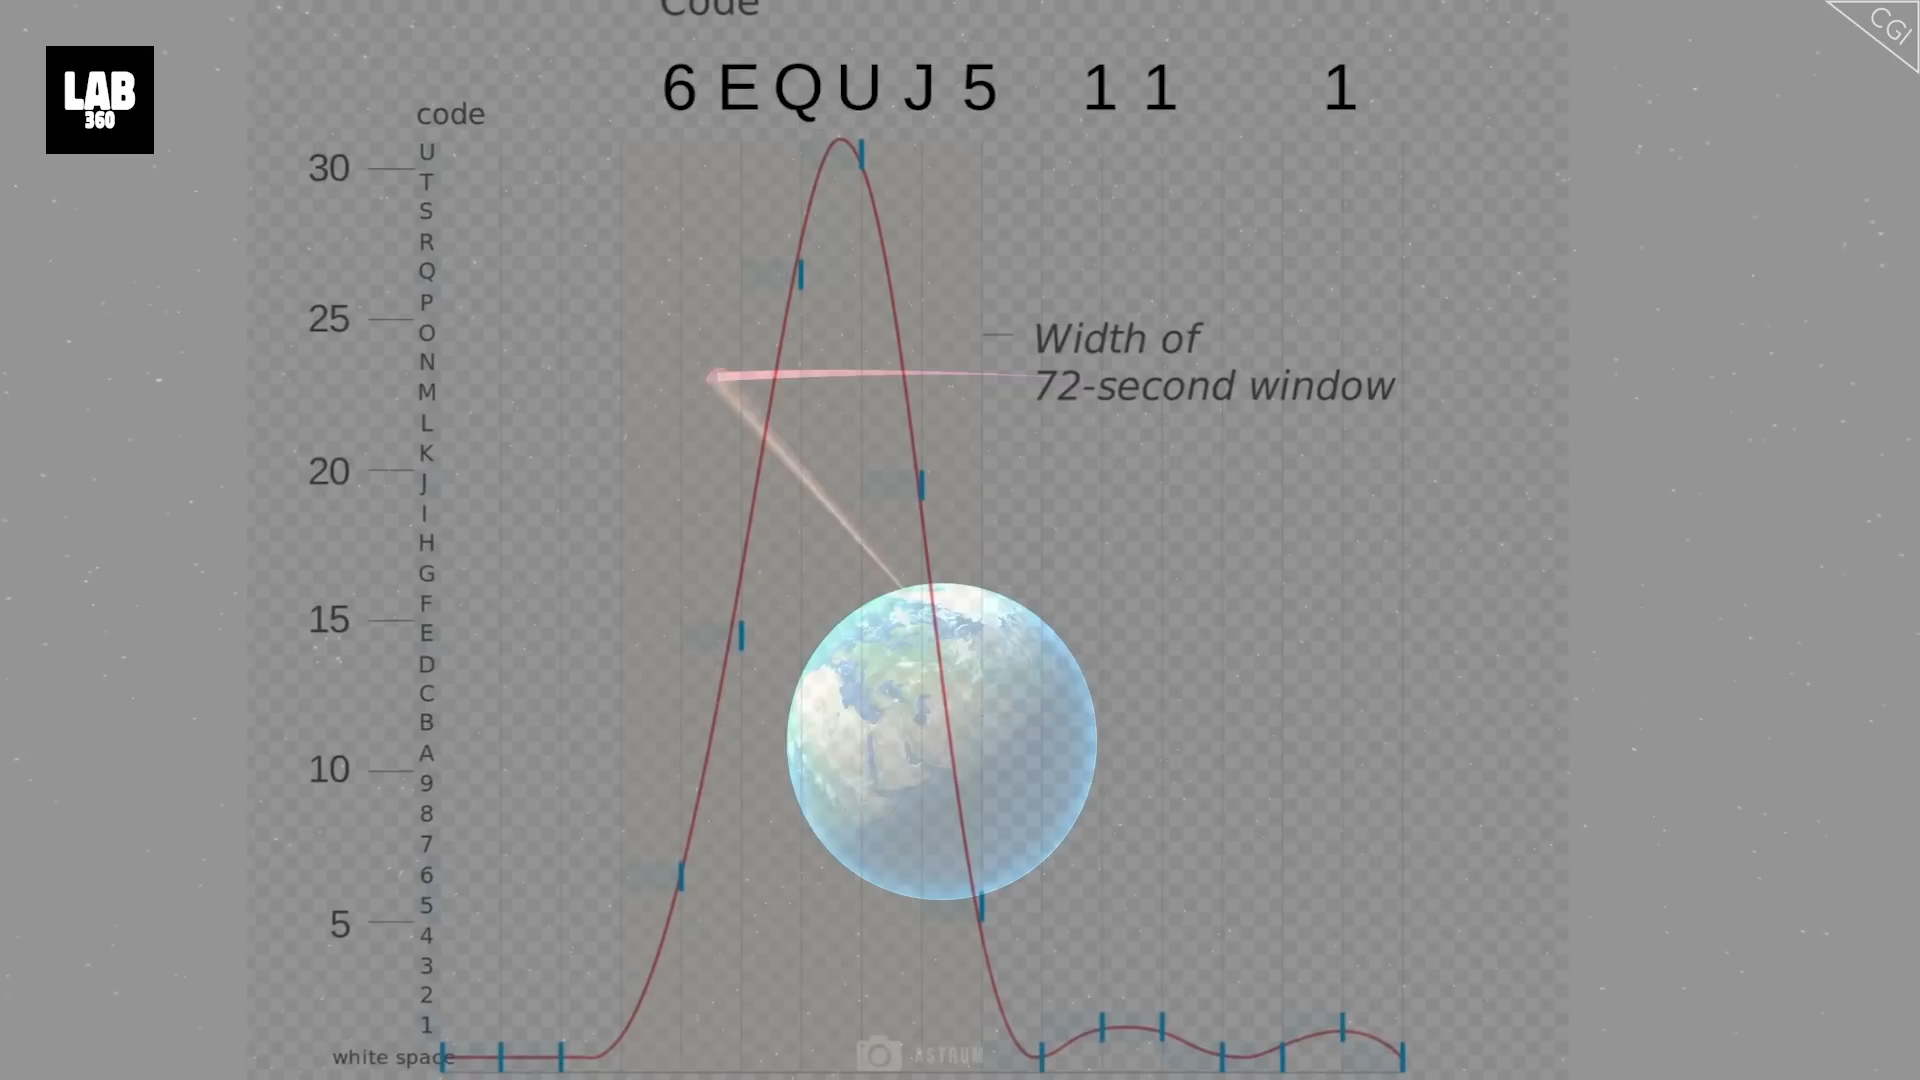 Code
CGI
LAB
360
6 E Q U J 5 1 1 1
code
U
30
T
S
R
Q
P
25
O
N
Width of
72-second window
M
L
K
20
J
I
H
G
F
15
E
D
C
B
A
10
9
8
7
6
5
5
4
3
2
1
white space
ASTRUM